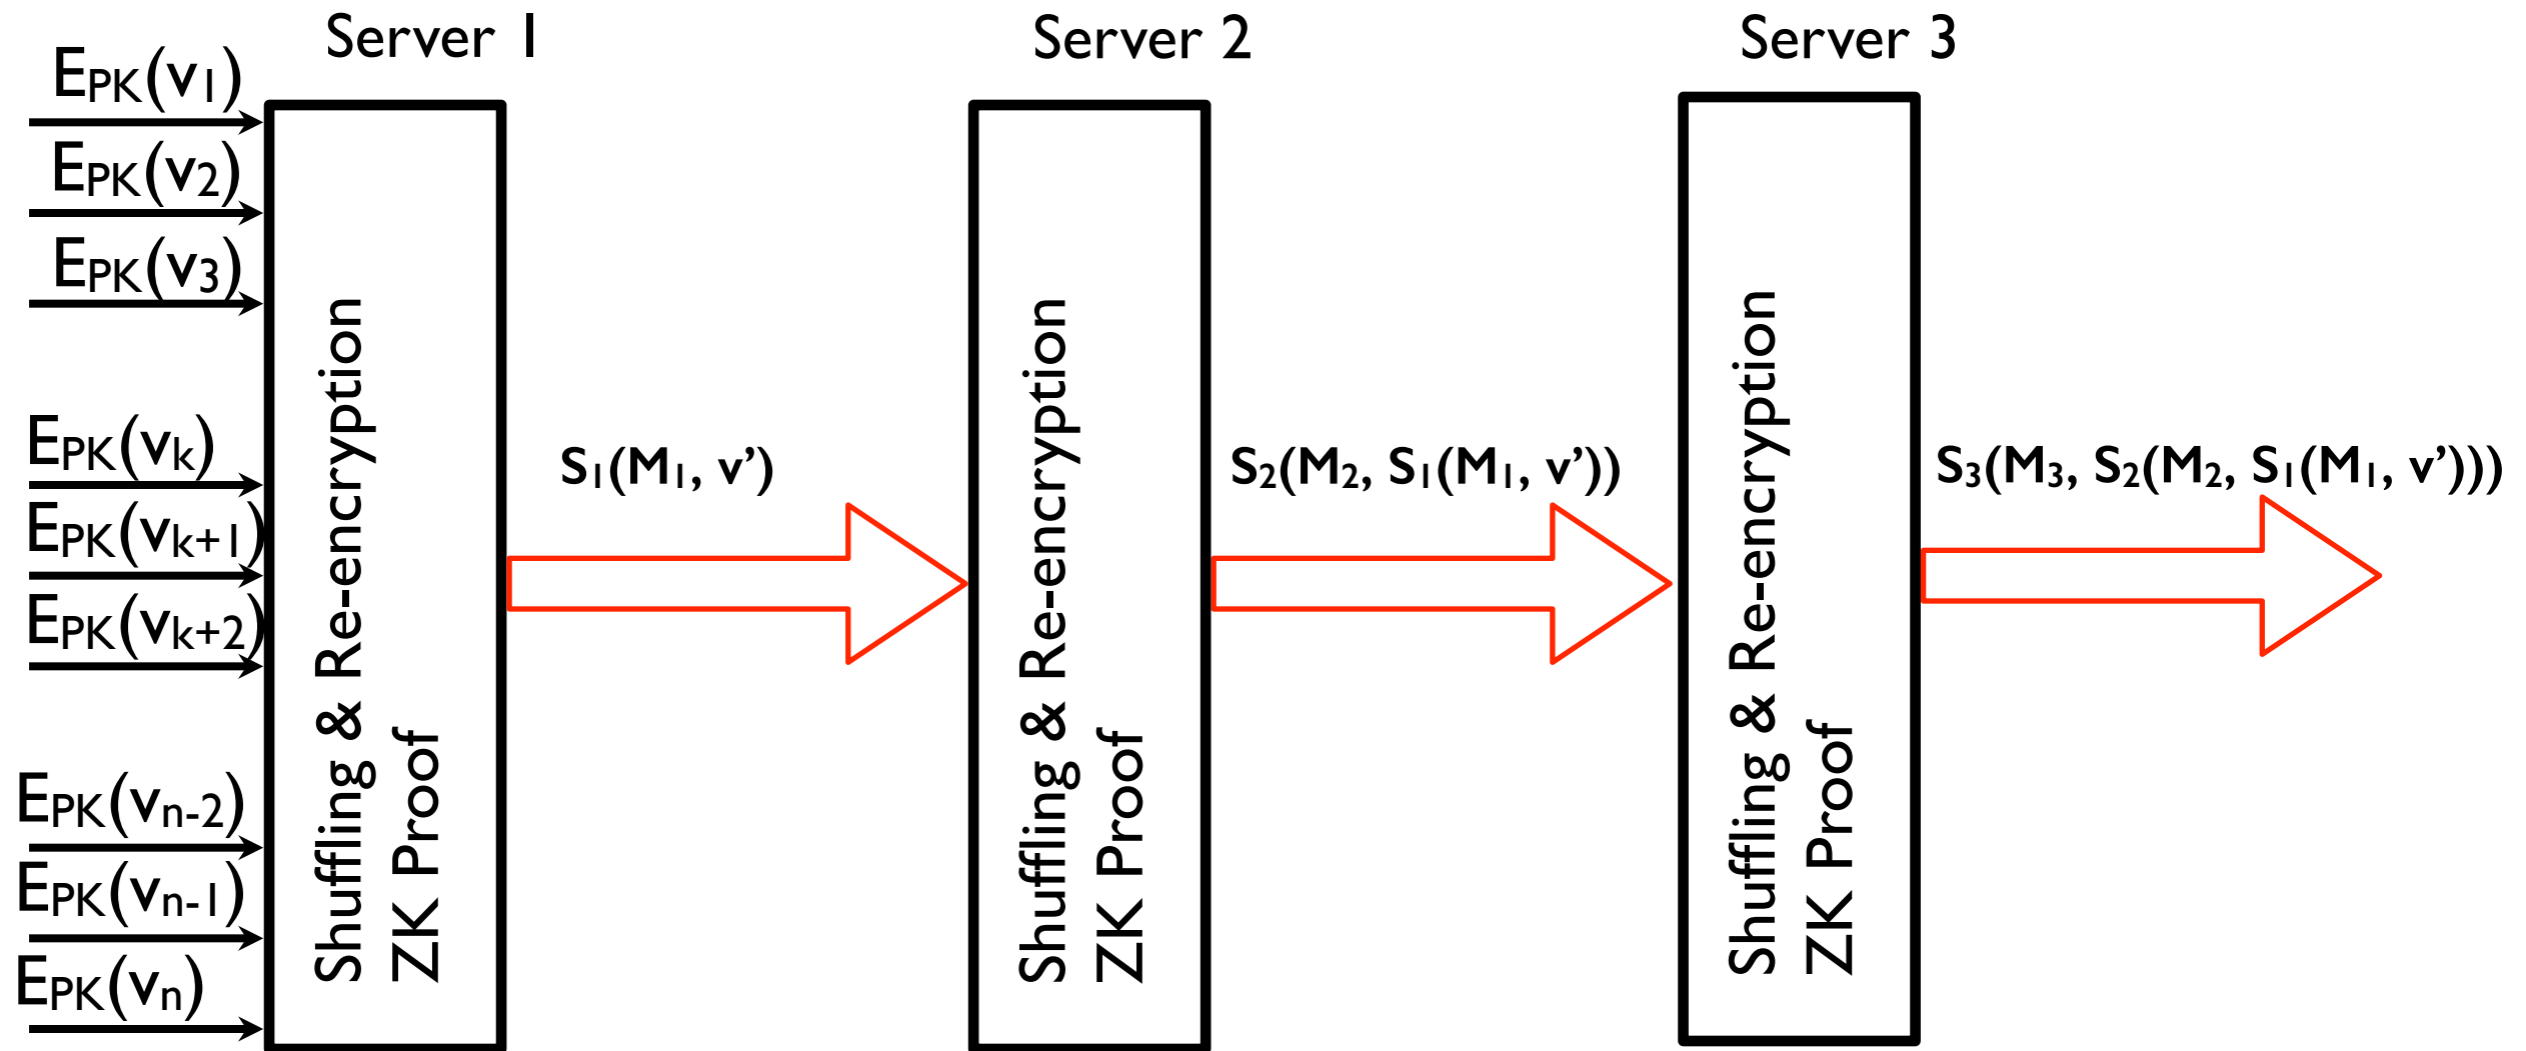 Server 1
Server 2
Server 3
EPK(v1)
EPK(v2)
EPK(v3)
EPK(vk)
EPK(vk+1)
EPK(vk+2)
EPK(vn-2)
EPK(vn-1)
EPK(vn)
Shuffling & Re-encryption
ZK Proof
S1(M1, v’)
Shuffling & Re-encryption
ZK Proof
S2(M2, S1(M1, v’))
Shuffling & Re-encryption
ZK Proof
S3(M3, S2(M2, S1(M1, v’)))